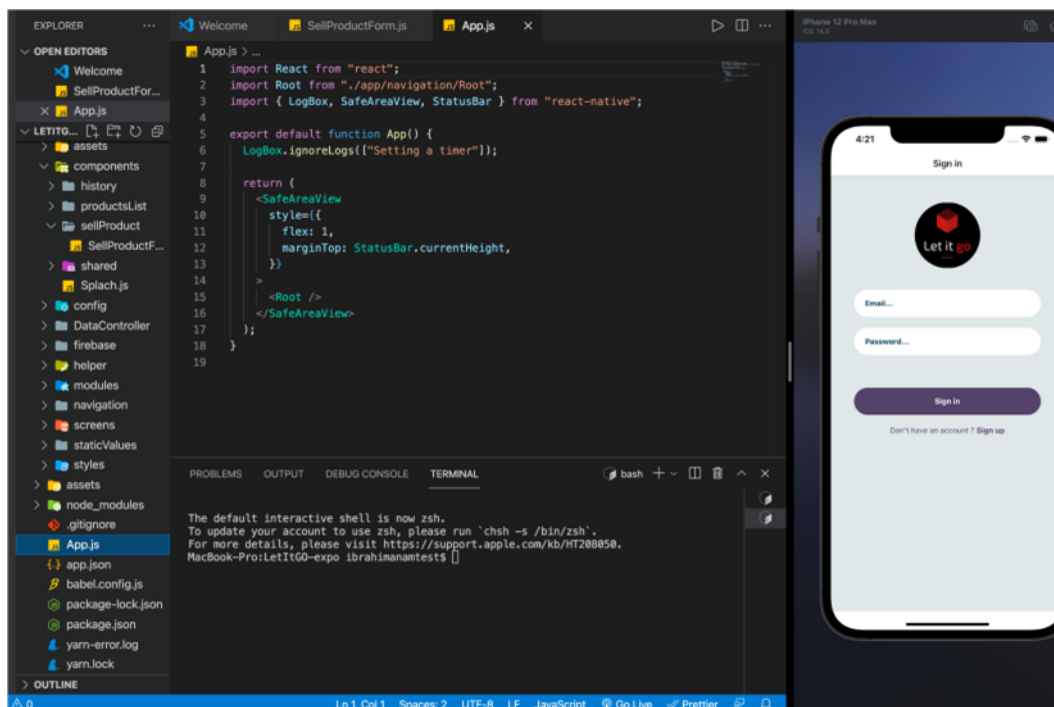 EXPLORER
OPEN EDITORS
Welcome
SellProductFor...
App.js
LETITG...
assets
components
history
productsList
sellProduct
SellProductF...
shared
Splach.js
config
DataController
firebase
helper
modules
navigation
screens
staticValues
styles
assets
node_modules
.gitignore
App.js
app.json
babel.config.js
package-lock.json
package.json
yarn-error.log
yarn.lock
OUTLINE
Welcome SellProductForm.js App.js
App.js > ...
1 import React from "react";
2 import Root from "./app/navigation/Root";
3 import { LogBox, SafeAreaView, StatusBar } from "react-native";
4
5 export default function App() {
6 LogBox.ignoreLogs(["Setting a timer"]);
7
8 return (
9 <SafeAreaView
10 style={{
11 flex: 1,
12 marginTop: StatusBar.currentHeight,
13 }}
14 >
15 <Root />
16 </SafeAreaView>
17 );
18 }
19
PROBLEMS OUTPUT DEBUG CONSOLE TERMINAL bash
The default interactive shell is now zsh.
To update your account to use zsh, please run `chsh -s /bin/zsh`.
For more details, please visit https://support.apple.com/kb/HT208050.
MacBook-Pro:LetItGO-expo ibrahimanamtest$
0 Ln 1, Col 1 Spaces: 2 UTF-8 LF JavaScript Go Live Prettier
iPhone 12 Pro Max
iOS 14.5
4:21
Sign in
Let it go
Email...
Password...
Sign in
Don't have an account ? Sign up